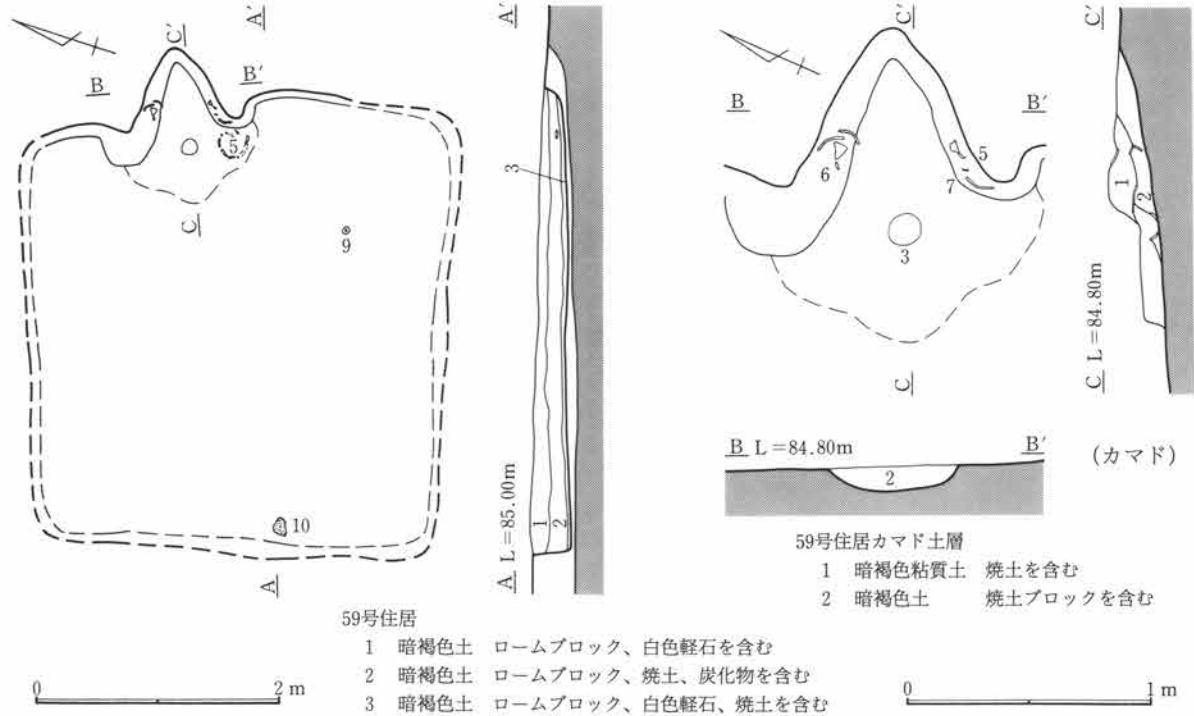 C′
A′
B
B′
5
C
9
10
A
A′
3
1
2
A L＝85.00m
C′
B
B′
6
5
7
3
C
C′
1
2
C L＝84.80m
B L＝84.80m
B′
2
(カマド)
59号住居カマド土層
1 暗褐色粘質土 焼土を含む
2 暗褐色土 焼土ブロックを含む
59号住居
1 暗褐色土 ロームブロック、白色軽石を含む
2 暗褐色土 ロームブロック、焼土、炭化物を含む
3 暗褐色土 ロームブロック、白色軽石、焼土を含む
0 2 m
0 1 m